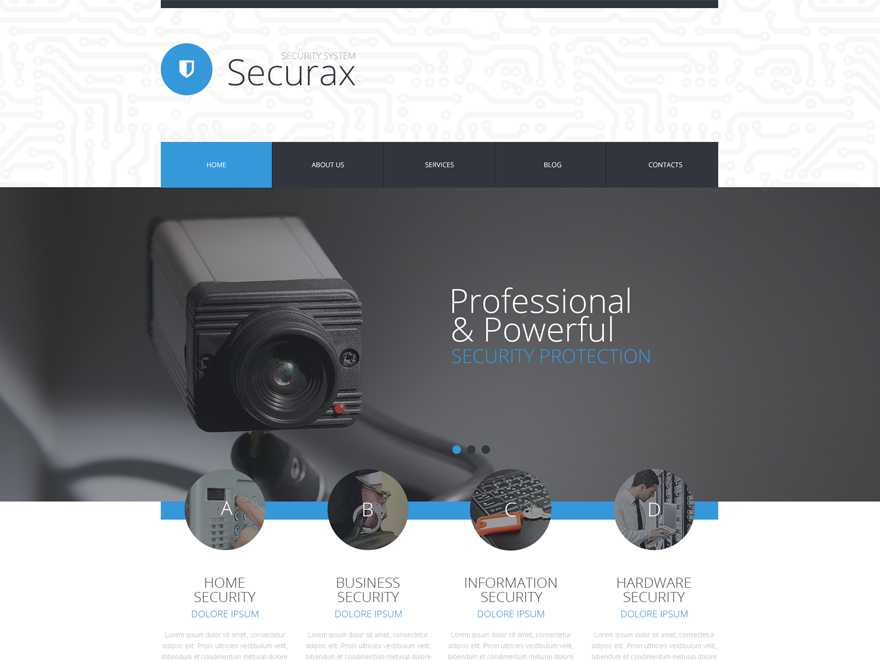 SECURITY SYSTEM
Securax
HOME
ABOUT US
SERVICES
BLOG
CONTACTS
Professional
& Powerful
SECURITY PROTECTION
A
B
C
D
HOME
SECURITY
DOLORE IPSUM
Lorem ipsum dolor sit amet, consectetur
adipisc elit. Proin ultricies vestibulum velit,
bibendum et condimentum metusip dolore
BUSINESS
SECURITY
DOLORE IPSUM
Lorem ipsum dolor sit amet, consectetur
adipisc elit. Proin ultricies vestibulum velit,
bibendum et condimentum metusip dolore
INFORMATION
SECURITY
DOLORE IPSUM
Lorem ipsum dolor sit amet, consectetur
adipisc elit. Proin ultricies vestibulum velit,
bibendum et condimentum metusip dolore
HARDWARE
SECURITY
DOLORE IPSUM
Lorem ipsum dolor sit amet, consectetur
adipisc elit. Proin ultricies vestibulum velit,
bibendum et condimentum metusip dolore